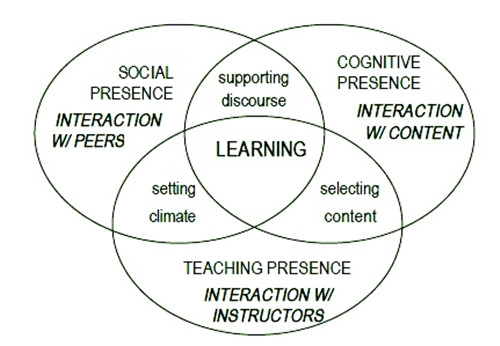 SOCIAL
PRESENCE
INTERACTION
W/ PEERS
supporting
discourse
COGNITIVE
PRESENCE
INTERACTION
W/ CONTENT
LEARNING
setting
climate
selecting
content
TEACHING PRESENCE
INTERACTION W/
INSTRUCTORS